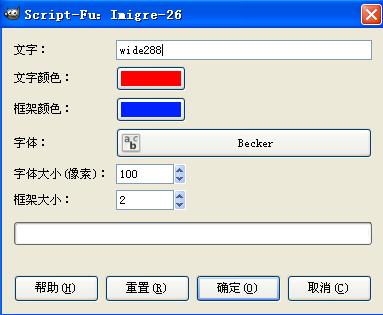 Script-Fu: Imigre-26
文字： wide288
文字颜色：
框架颜色：
字体： abc Becker
字体大小(像素)： 100
框架大小： 2
帮助(H) 重置(R) 确定(O) 取消(C)